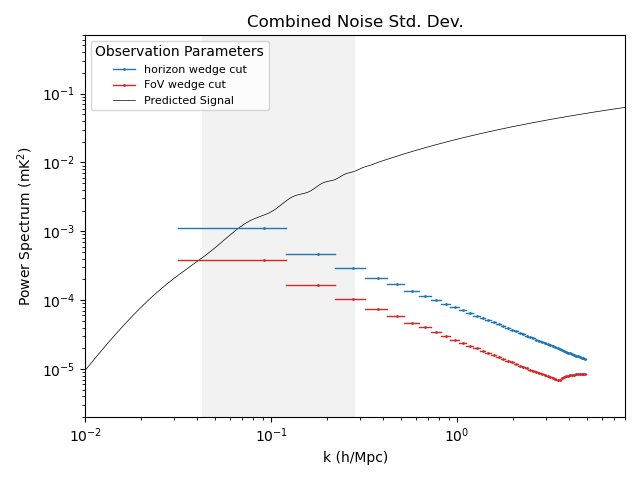 Combined Noise Std. Dev.
Observation Parameters
horizon wedge cut
FoV wedge cut
Predicted Signal
Power Spectrum (mK²)
10⁻¹
10⁻²
10⁻³
10⁻⁴
10⁻⁵
10⁻²
10⁻¹
10⁰
k (h/Mpc)